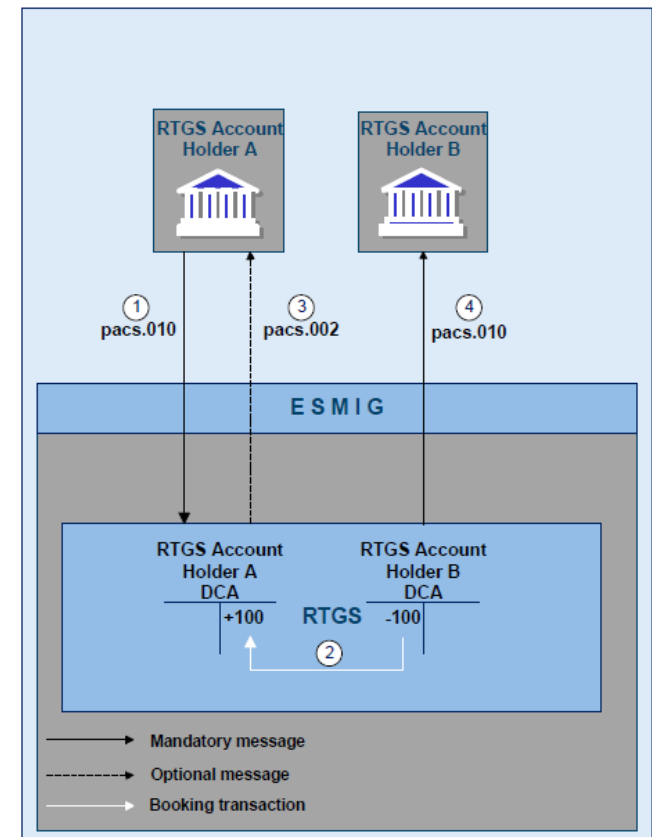 RTGS Account
Holder A
RTGS Account
Holder B
1
pacs.010
3
pacs.002
4
pacs.010
ESMIG
RTGS Account
Holder A
DCA
RTGS Account
Holder B
DCA
+100
RTGS
-100
2
Mandatory message
Optional message
Booking transaction